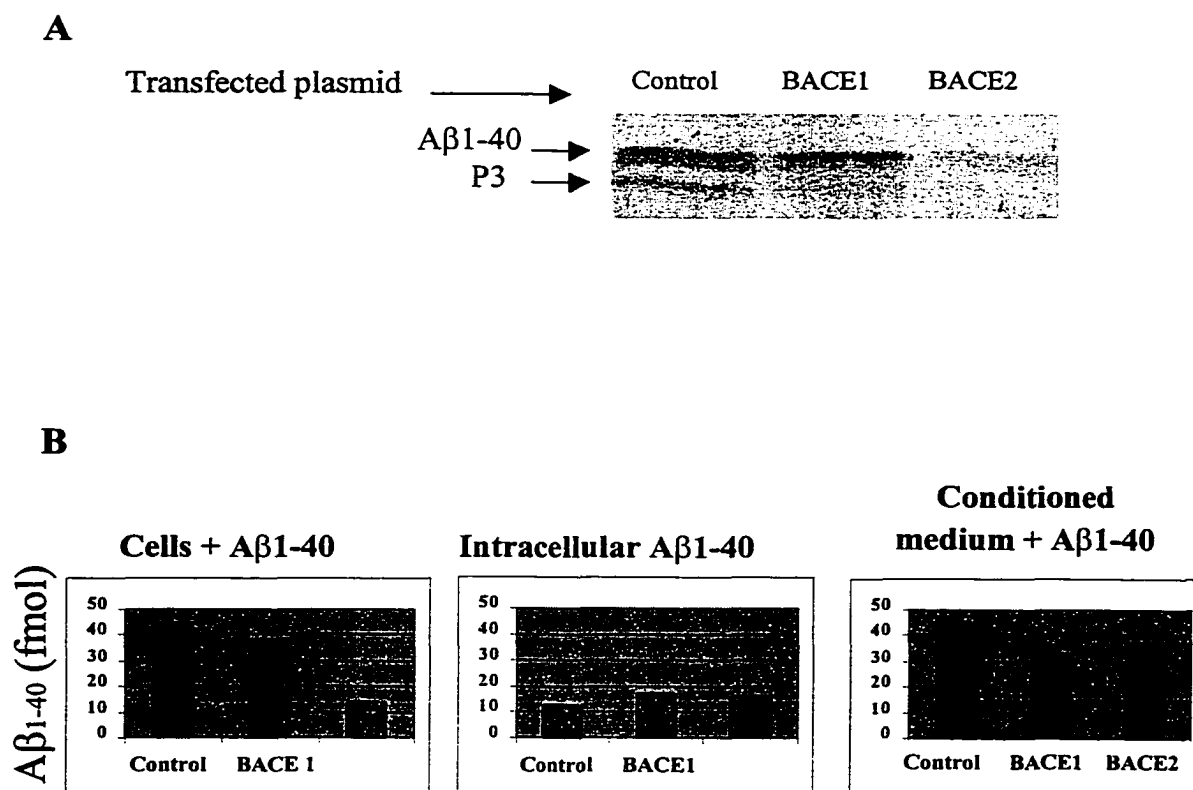 A
Transfected plasmid
Control BACE1 BACE2
Aβ1-40
P3
B
Cells + Aβ1-40
Intracellular Aβ1-40
Conditioned
medium + Aβ1-40
Aβ1-40 (fmol)
50
40
30
20
10
0
Control BACE 1
50
40
30
20
10
0
Control BACE1
50
40
30
20
10
0
Control BACE1 BACE2